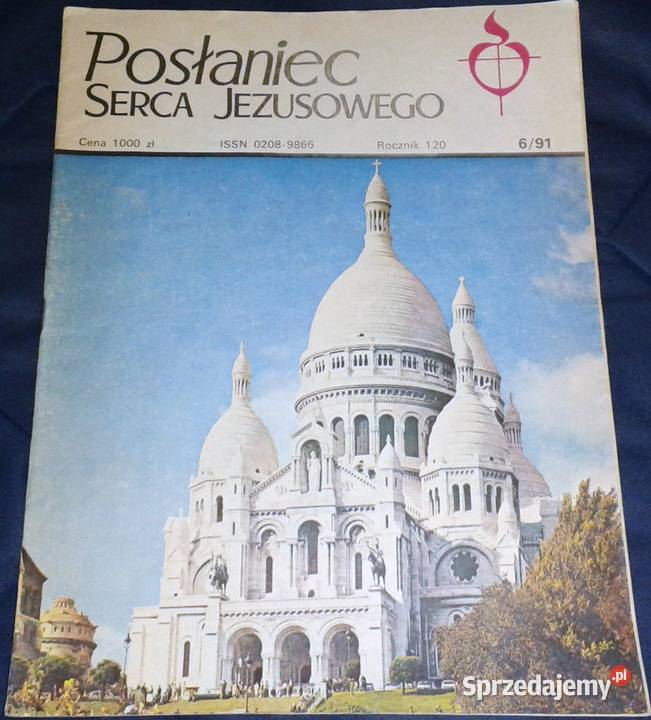 Posłaniec
SERCA JEZUSOWEGO
Cena 1000 zł ISSN 0208-9866 Rocznik 120 6/91
Sprzedajemy.pl